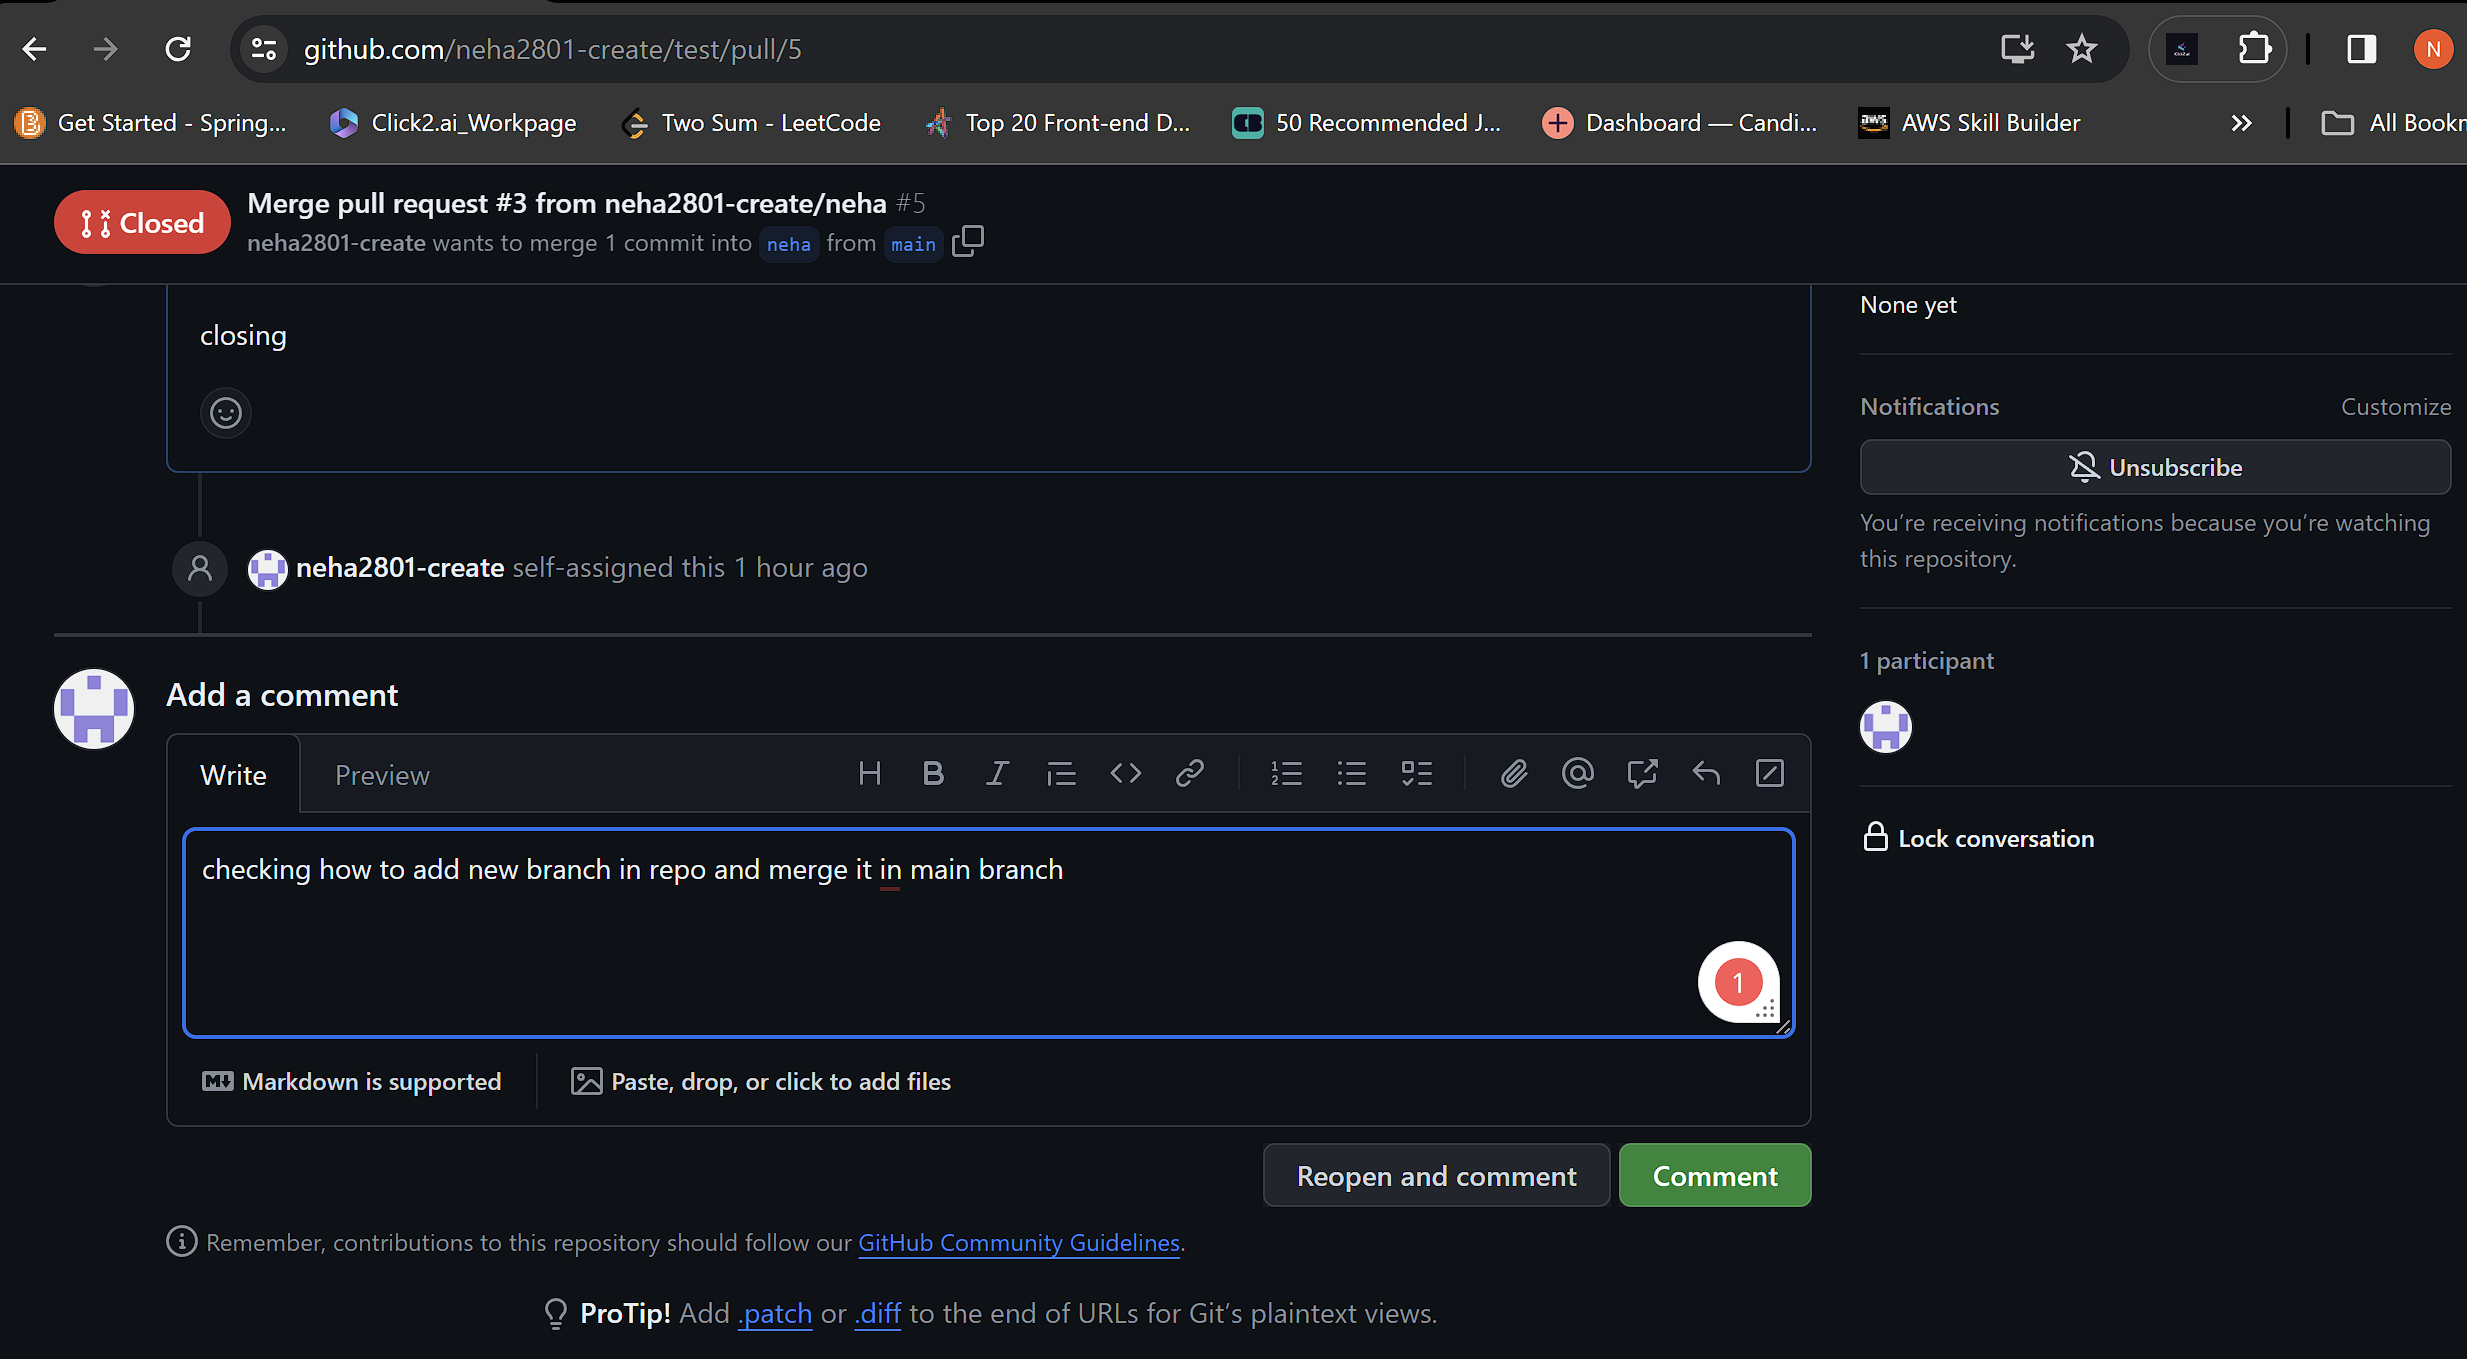 github.com/neha2801-create/test/pull/5
N
Get Started - Spring...
Click2.ai_Workpage
Two Sum - LeetCode
Top 20 Front-end D...
50 Recommended J...
Dashboard — Candi...
AWS Skill Builder
All Bookm
Closed
Merge pull request #3 from neha2801-create/neha #5
neha2801-create wants to merge 1 commit into neha from main
closing
None yet
Notifications
Customize
Unsubscribe
You're receiving notifications because you're watching
this repository.
neha2801-create self-assigned this 1 hour ago
1 participant
Add a comment
Write
Preview
Lock conversation
checking how to add new branch in repo and merge it in main branch
1
Markdown is supported
Paste, drop, or click to add files
Reopen and comment
Comment
Remember, contributions to this repository should follow our GitHub Community Guidelines.
ProTip! Add .patch or .diff to the end of URLs for Git's plaintext views.